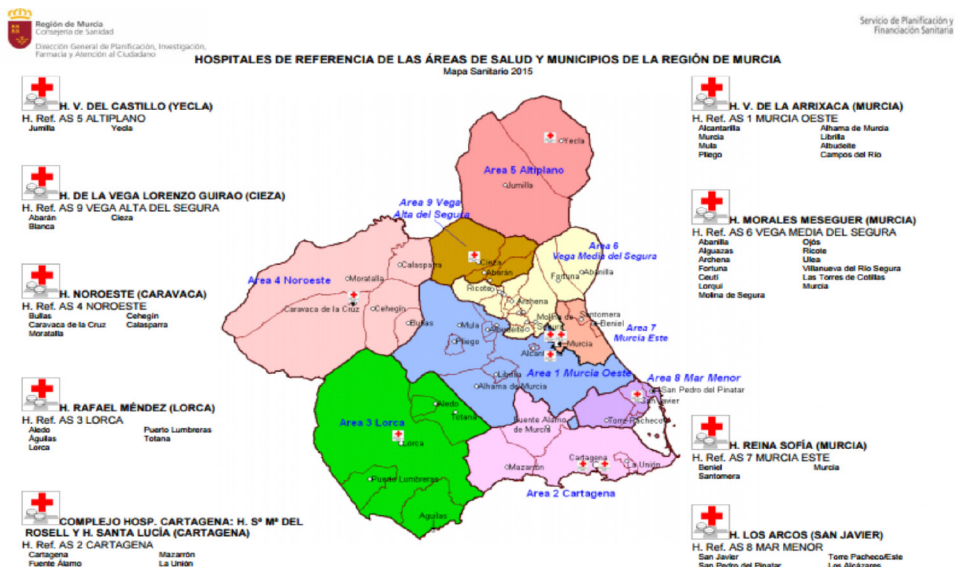 Región de Murcia
Consejería de Sanidad
Dirección General de Planificación, Investigación,
Farmacia y Atención al Ciudadano
Servicio de Planificación y
Financiación Sanitaria
HOSPITALES DE REFERENCIA DE LAS ÁREAS DE SALUD Y MUNICIPIOS DE LA REGIÓN DE MURCIA
Mapa Sanitario 2015
H. V. DEL CASTILLO (YECLA)
H. Ref. AS 5 ALTIPLANO
Jumilla Yecla
H. DE LA VEGA LORENZO GUIRAO (CIEZA)
H. Ref. AS 9 VEGA ALTA DEL SEGURA
Abarán Cieza
Blanca
H. NOROESTE (CARAVACA)
H. Ref. AS 4 NOROESTE
Bullas Cehegín
Caravaca de la Cruz Calasparra
Moratalla
H. RAFAEL MÉNDEZ (LORCA)
H. Ref. AS 3 LORCA
Aledo Puerto Lumbreras
Águilas Totana
Lorca
COMPLEJO HOSP. CARTAGENA: H. Sª Mª DEL
ROSELL Y H. SANTA LUCÍA (CARTAGENA)
H. Ref. AS 2 CARTAGENA
Cartagena Mazarrón
Fuente Álamo La Unión
Yecla
Area 5 Altiplano
Jumilla
Area 9 Vega
Alta del Segura
Area 6
Vega Media del Segura
Calasparra
Cieza
Abarán
Fortuna
Abanilla
Area 4 Noroeste
Moratalla
Ricote
Archena
Caravaca de la Cruz
Cehegín
Bullas
Mula
Albudeite
Molina de
Segura
Santomera
Beniel
Pliego
Murcia
Area 7
Murcia Este
Librilla
Area 1 Murcia Oeste
Alhama de Murcia
Area 8 Mar Menor
San Pedro del Pinatar
San Javier
Aledo
Totana
Area 3 Lorca
Lorca
Fuente Alamo
de Murcia
Torre Pacheco
Cartagena
La Unión
Mazarrón
Puerto Lumbreras
Area 2 Cartagena
Aguilas
H. V. DE LA ARRIXACA (MURCIA)
H. Ref. AS 1 MURCIA OESTE
Alcantarilla Alhama de Murcia
Murcia Librilla
Mula Albudeite
Pliego Campos del Río
H. MORALES MESEGUER (MURCIA)
H. Ref. AS 6 VEGA MEDIA DEL SEGURA
Abanilla Ojós
Alguazas Ricote
Archena Ulea
Fortuna Villanueva del Río Segura
Ceutí Las Torres de Cotillas
Lorquí Murcia
Molina de Segura
H. REINA SOFÍA (MURCIA)
H. Ref. AS 7 MURCIA ESTE
Beniel Murcia
Santomera
H. LOS ARCOS (SAN JAVIER)
H. Ref. AS 8 MAR MENOR
San Javier Torre Pacheco/Este
San Pedro del Pinatar Los Alcázares